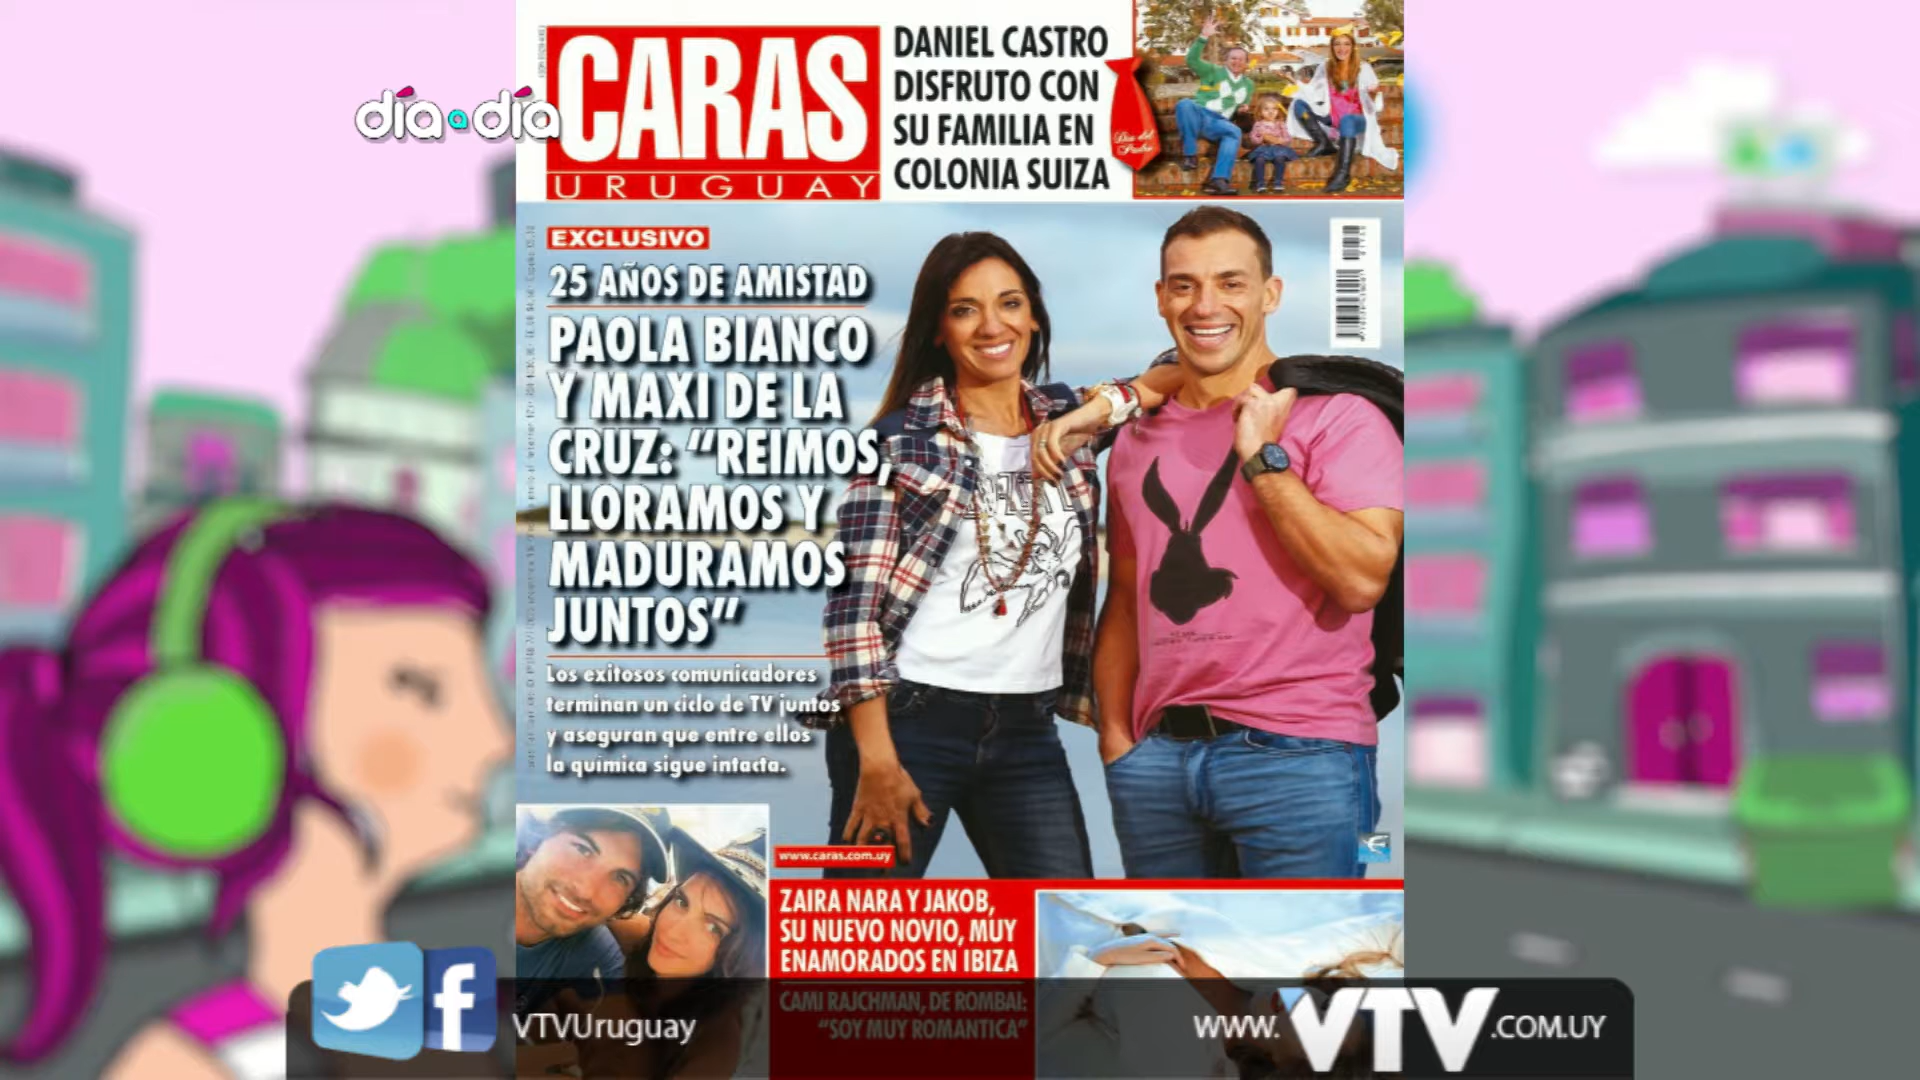 día a día
CARAS
URUGUAY
DANIEL CASTRO
DISFRUTO CON
SU FAMILIA EN
COLONIA SUIZA
Día del
Padre
EXCLUSIVO
25 AÑOS DE AMISTAD
PAOLA BIANCO
Y MAXI DE LA
CRUZ: “REIMOS,
LLORAMOS Y
MADURAMOS
JUNTOS”
Los exitosos comunicadores
terminan un ciclo de TV juntos
y aseguran que entre ellos
la química sigue intacta.
www.caras.com.uy
ZAIRA NARA Y JAKOB,
SU NUEVO NOVIO, MUY
ENAMORADOS EN IBIZA
CAMI RAJCHMAN, DE ROMBAI:
“SOY MUY ROMANTICA”
VTVUruguay
WWW.VTV.COM.UY